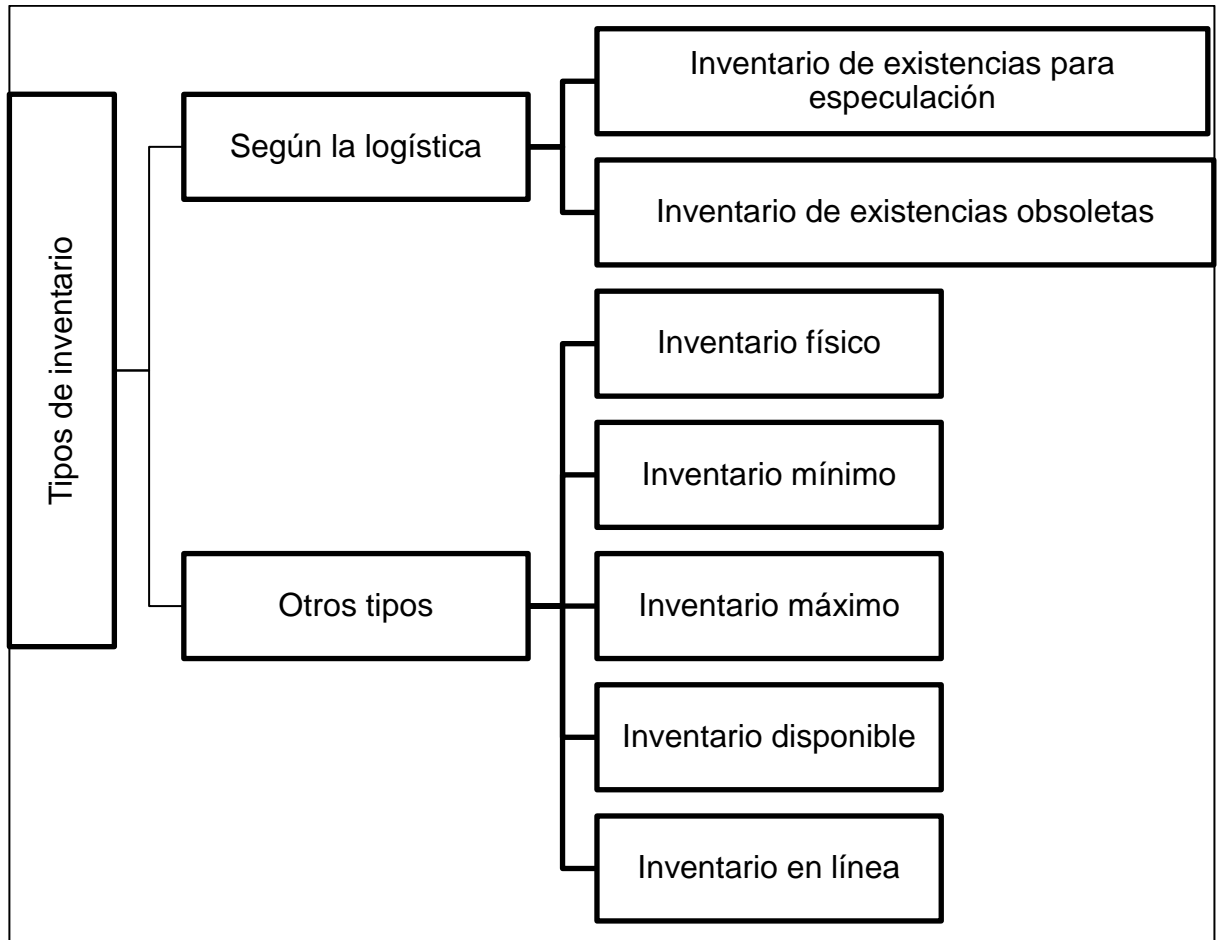 Tipos de inventario
Según la logística
Inventario de existencias para
especulación
Inventario de existencias obsoletas
Otros tipos
Inventario físico
Inventario mínimo
Inventario máximo
Inventario disponible
Inventario en línea